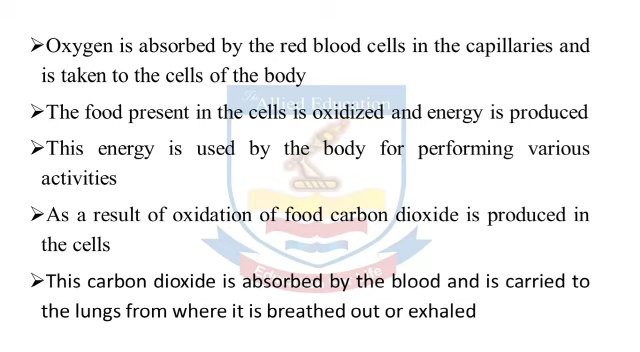 ➢Oxygen is absorbed by the red blood cells in the capillaries and
is taken to the cells of the body
The Allied Education
➢The food present in the cells is oxidized and energy is produced
➢This energy is used by the body for performing various
activities
➢As a result of oxidation of food carbon dioxide is produced in
the cells
➢This carbon dioxide is absorbed by the blood and is carried to
the lungs from where it is breathed out or exhaled